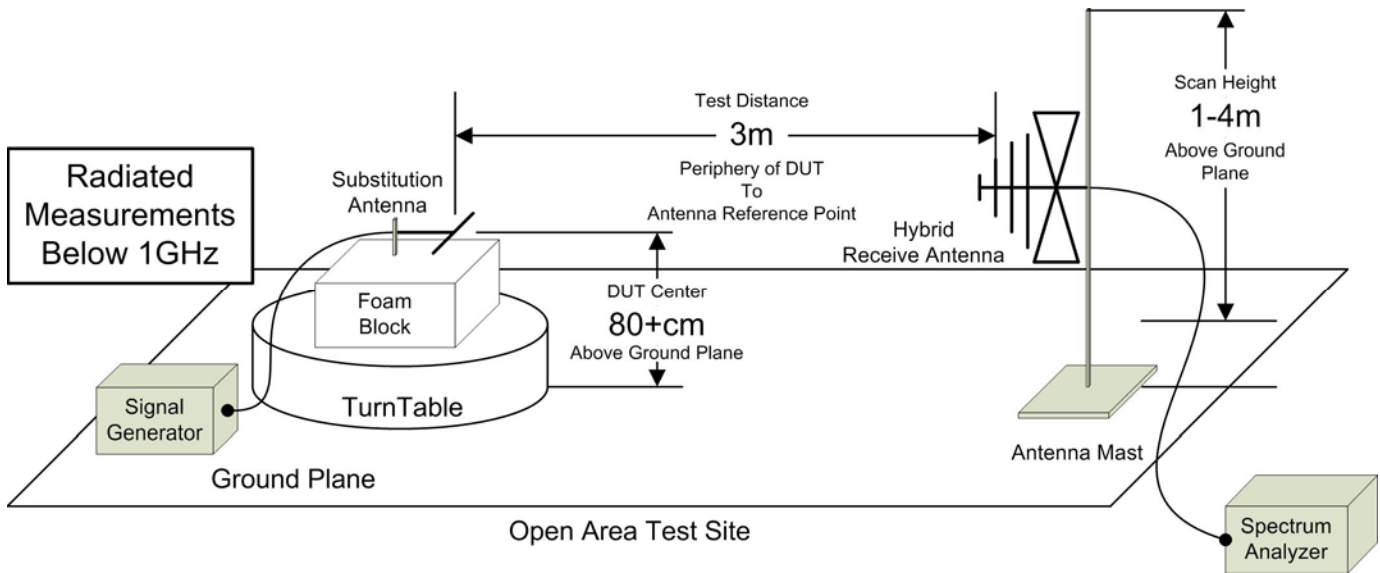 Radiated
Measurements
Below 1GHz
Substitution
Antenna
Test Distance
3m
Periphery of DUT
To
Antenna Reference Point
Hybrid
Receive Antenna
Scan Height
1-4m
Above Ground
Plane
Foam
Block
DUT Center
80+cm
Above Ground Plane
TurnTable
Signal
Generator
Ground Plane
Antenna Mast
Open Area Test Site
Spectrum
Analyzer